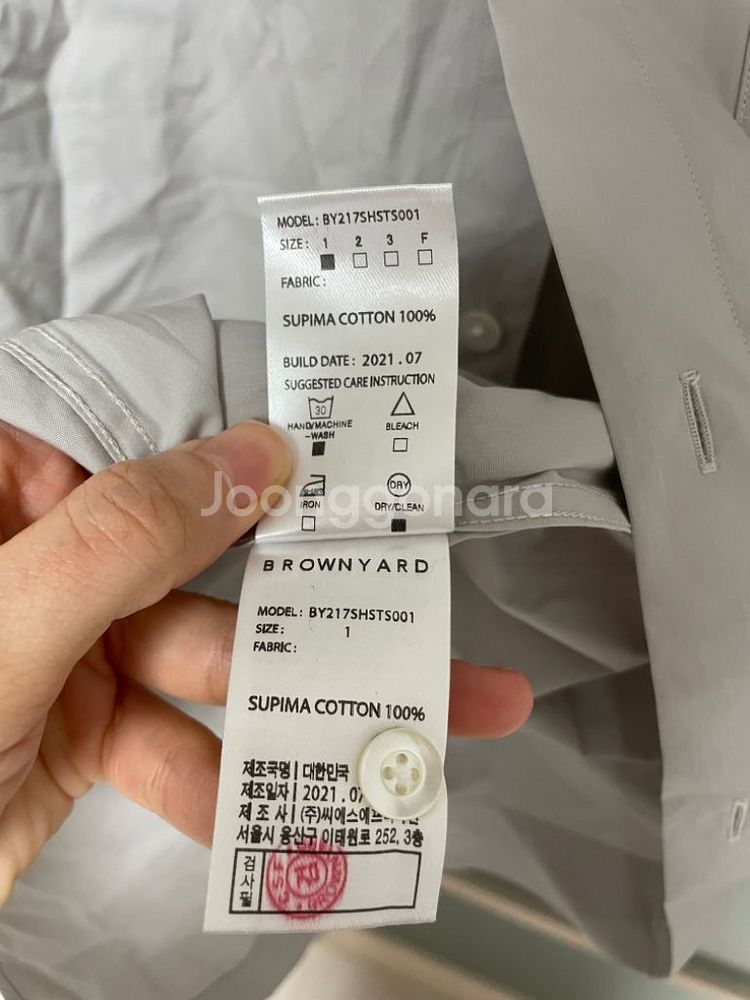 MODEL: BY217SHSTS001
SIZE: 1 2 3 F
FABRIC:
SUPIMA COTTON 100%
BUILD DATE: 2021.07
SUGGESTED CARE INSTRUCTION
30
HAND/MACHINE
-WASH
BLEACH
DRY
IRON
DRY/CLEAN
Joonggonara
BROWNYARD
MODEL: BY217SHSTS001
SIZE: 1
FABRIC:
SUPIMA COTTON 100%
제조국명 | 대한민국
제조일자 | 2021.07
제 조 사 | (주)씨에스에프
서울시 용산구 이태원로 252, 3층
검사필